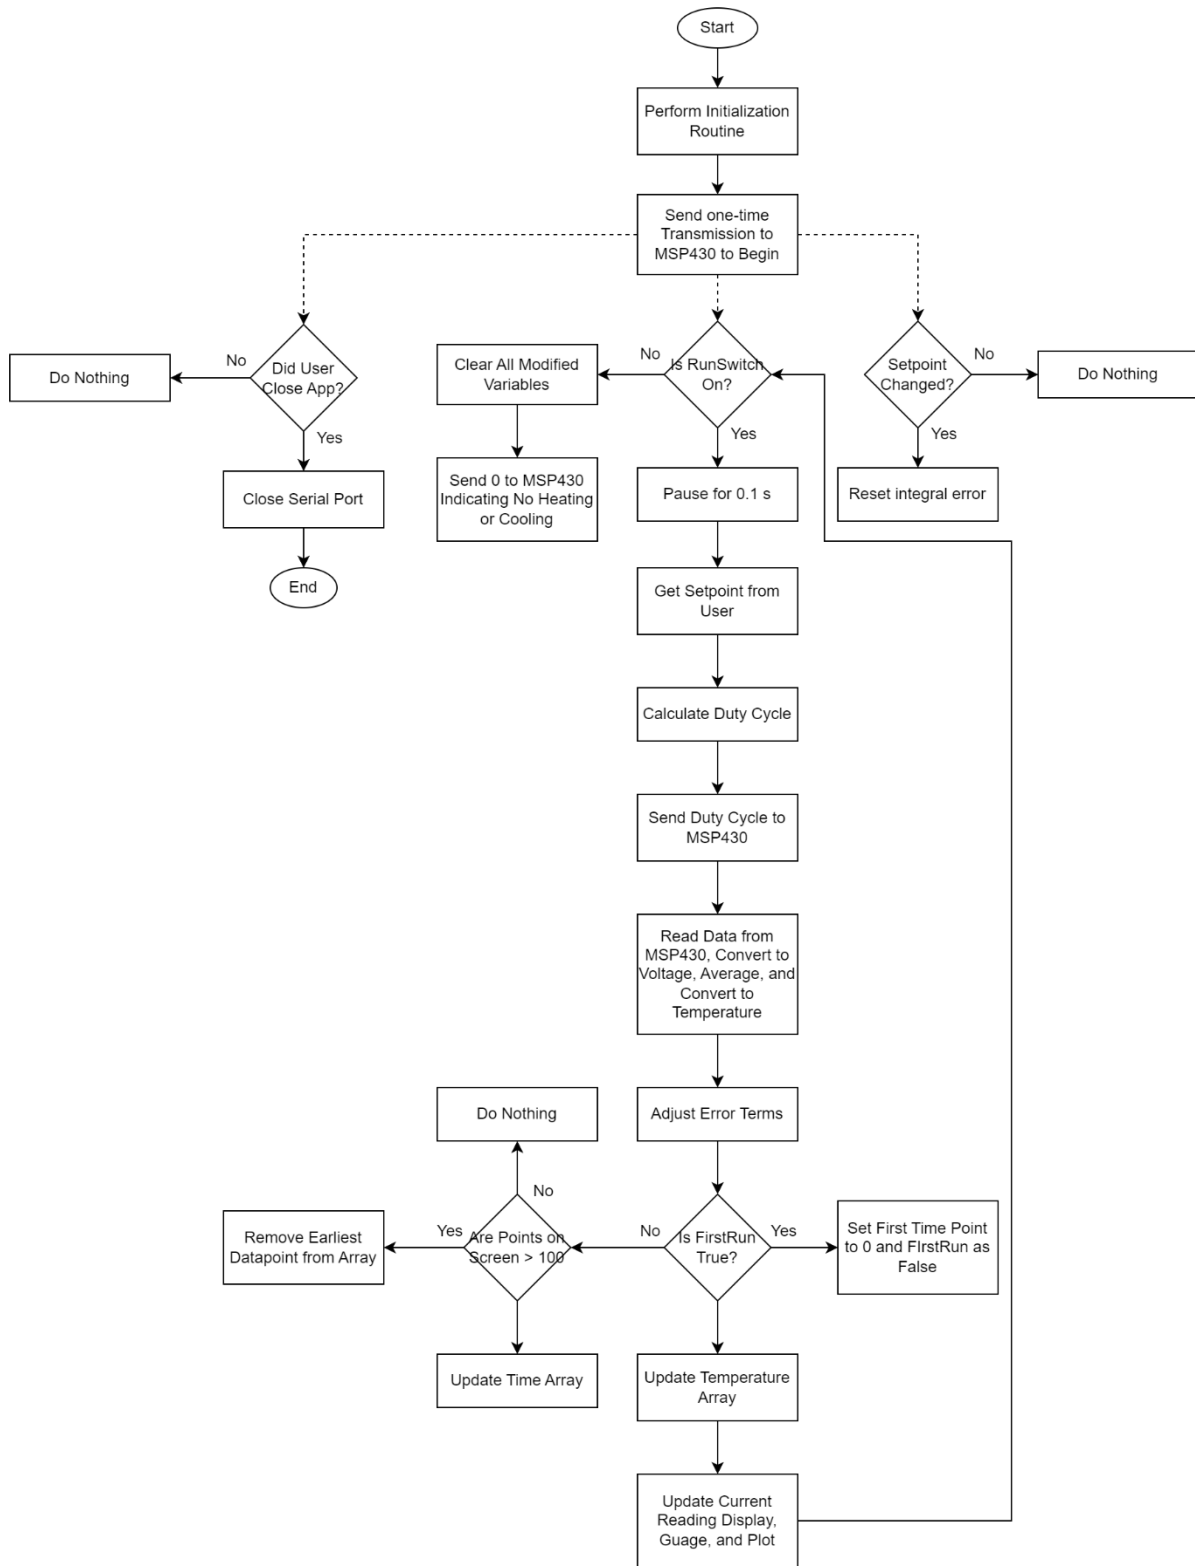 Start
Perform Initialization
Routine
Send one-time
Transmission to
MSP430 to Begin
Did User
Close App?
No
Do Nothing
Yes
Close Serial Port
End
Is RunSwitch
On?
No
Clear All Modified
Variables
Send 0 to MSP430
Indicating No Heating
or Cooling
Yes
Pause for 0.1 s
Setpoint
Changed?
No
Do Nothing
Yes
Reset integral error
Get Setpoint from
User
Calculate Duty Cycle
Send Duty Cycle to
MSP430
Read Data from
MSP430, Convert to
Voltage, Average, and
Convert to
Temperature
Adjust Error Terms
Is FirstRun
True?
Yes
Set First Time Point
to 0 and FIrstRun as
False
No
Are Points on
Screen > 100
No
Do Nothing
Yes
Remove Earliest
Datapoint from Array
Update Time Array
Update Temperature
Array
Update Current
Reading Display,
Guage, and Plot